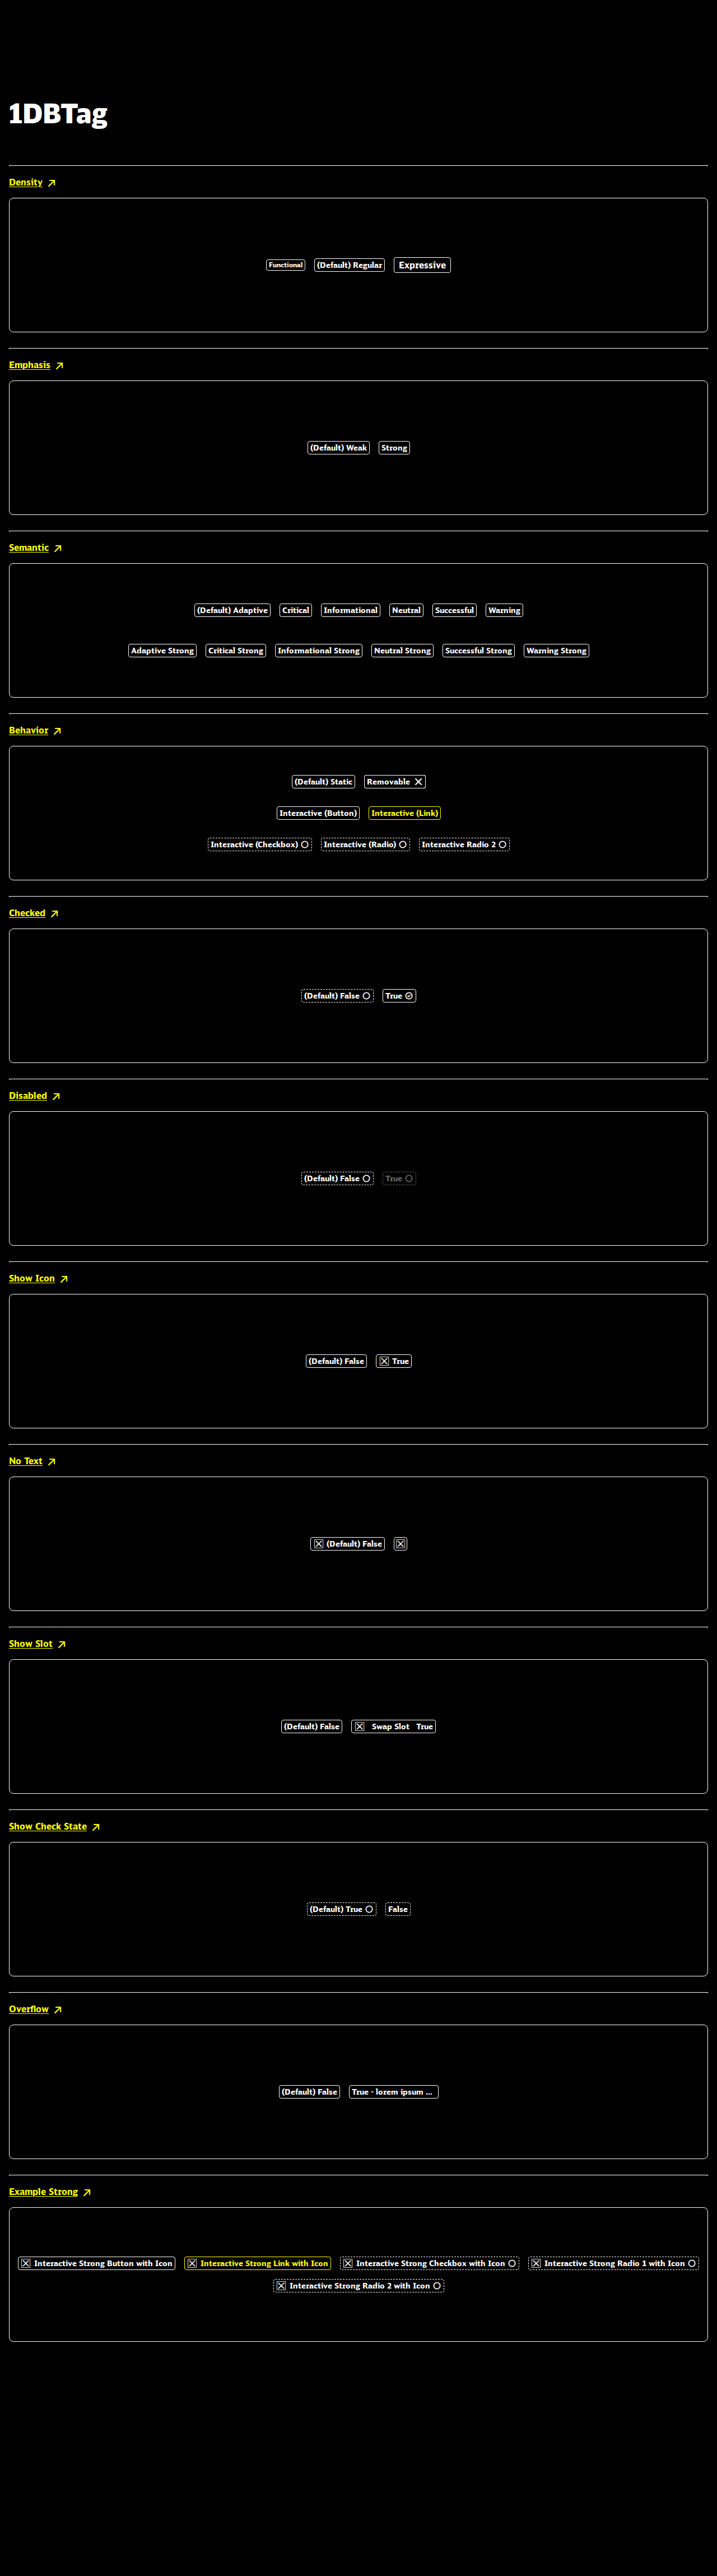 1DBTag
Density
Functional (Default) Regular Expressive
Emphasis
(Default) Weak Strong
Semantic
(Default) Adaptive Critical Informational Neutral Successful Warning
Adaptive Strong Critical Strong Informational Strong Neutral Strong Successful Strong Warning Strong
Behavior
(Default) Static Removable
Interactive (Button) Interactive (Link)
Interactive (Checkbox) Interactive (Radio) Interactive Radio 2
Checked
(Default) False True
Disabled
(Default) False True
Show Icon
(Default) False True
No Text
(Default) False
Show Slot
(Default) False Swap Slot True
Show Check State
(Default) True False
Overflow
(Default) False True - lorem ipsum ...
Example Strong
Interactive Strong Button with Icon Interactive Strong Link with Icon Interactive Strong Checkbox with Icon Interactive Strong Radio 1 with Icon
Interactive Strong Radio 2 with Icon